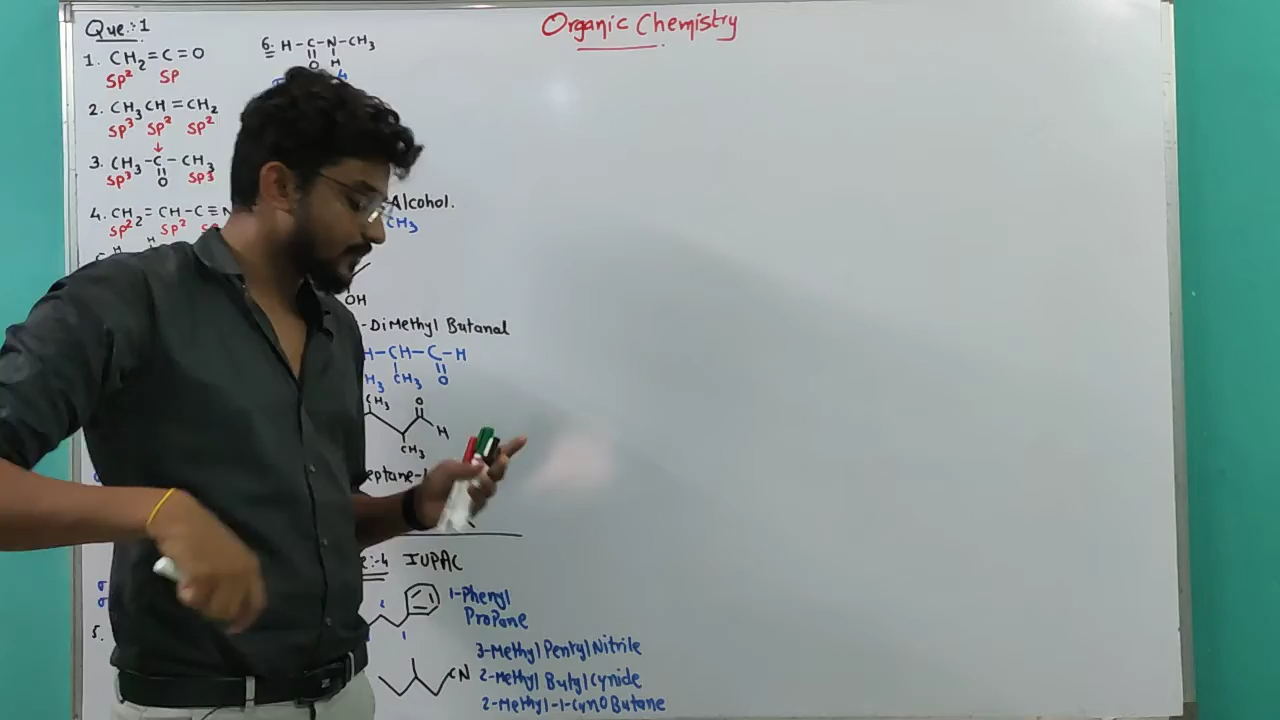 Organic Chemistry
Que:-1
1. CH2=C=O
SP2 SP
2. CH3CH=CH2
SP3 SP2 SP2
3. CH3-C-CH3
O
SP3 SP3
4. CH2=CH-C≡N
SP2 SP2
6. H-C-N-CH3
O H
Alcohol.
CH3
OH
-DiMethyl Butanal
H-CH-C-H
H3 CH3 O
CH3 O
H
CH3
eptane-
:-4 IUPAC
2
1
1-Phenyl
Propane
5.
3-Methyl Pentyl Nitrile
CN 2-Methyl Butyl Cynide
2-Methyl-1-Cyno Butane